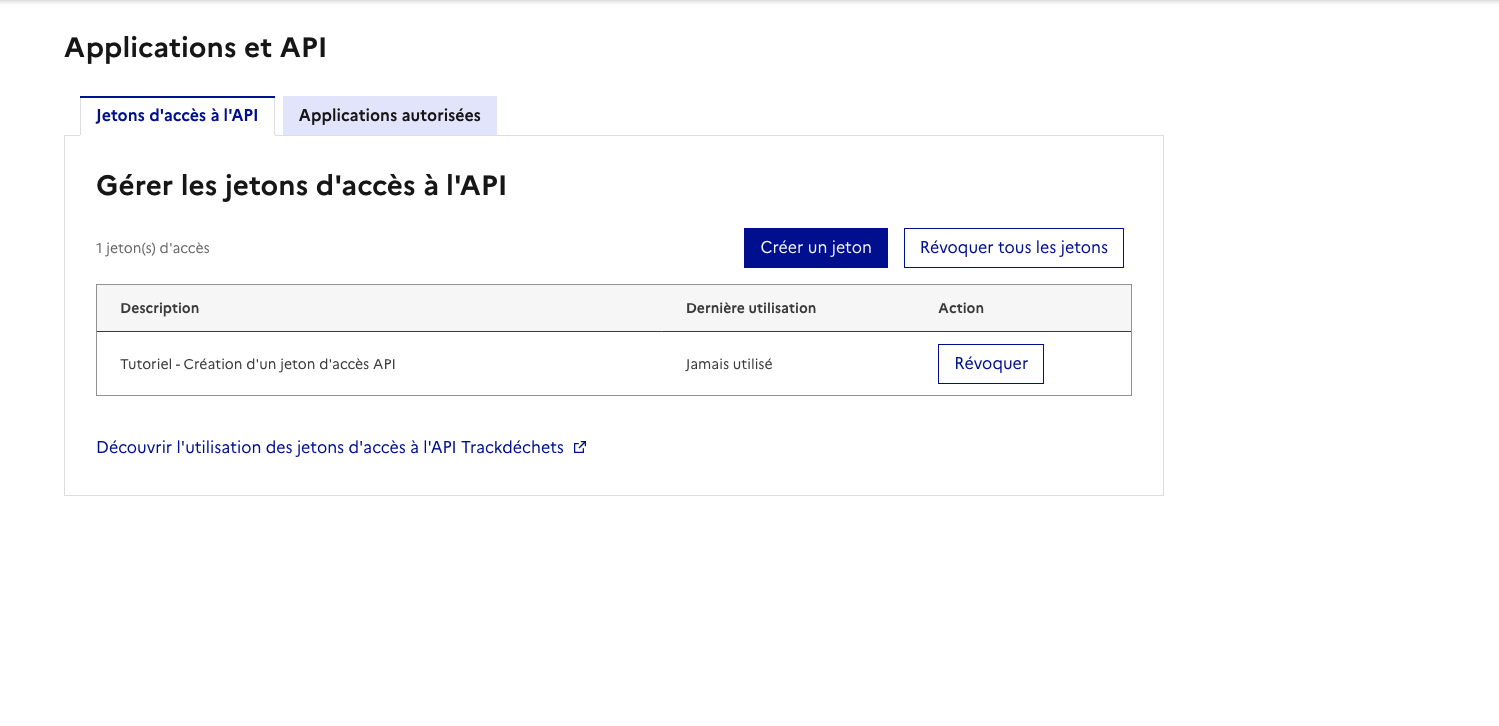 Applications et API
Jetons d'accès à l'API
Applications autorisées
Gérer les jetons d'accès à l'API
1 jeton(s) d'accès
Créer un jeton
Révoquer tous les jetons
Description
Dernière utilisation
Action
Tutoriel - Création d'un jeton d'accès API
Jamais utilisé
Révoquer
Découvrir l'utilisation des jetons d'accès à l'API Trackdéchets